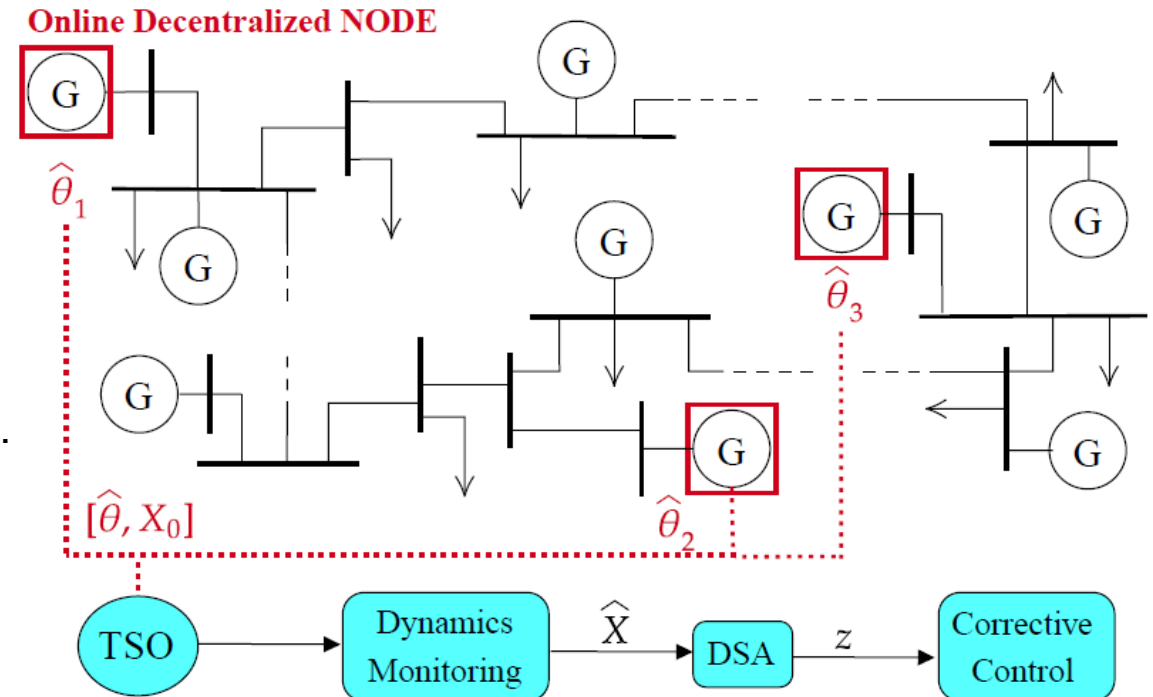 Online Decentralized NODE
G
G
G
G
G
G
G
G
G
θ̂₁
θ̂₃
θ̂₂
[θ̂, X₀]
TSO
Dynamics
Monitoring
X̂
DSA
z
Corrective
Control